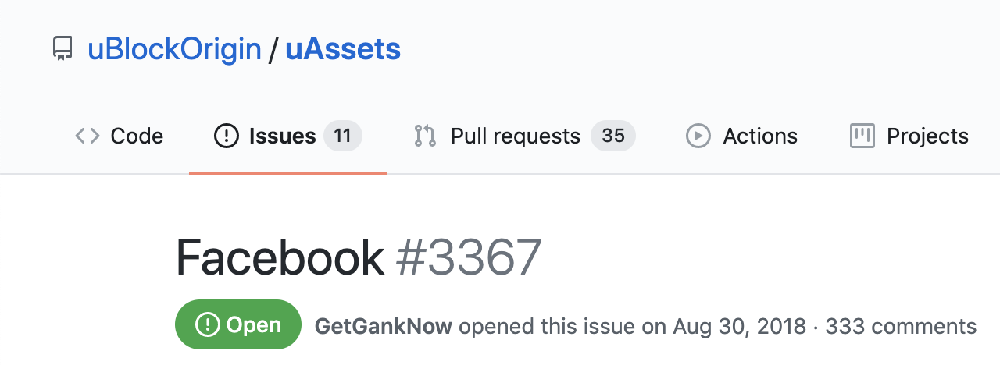 uBlockOrigin / uAssets
Code Issues 11 Pull requests 35 Actions Projects
Facebook #3367
Open GetGankNow opened this issue on Aug 30, 2018 · 333 comments